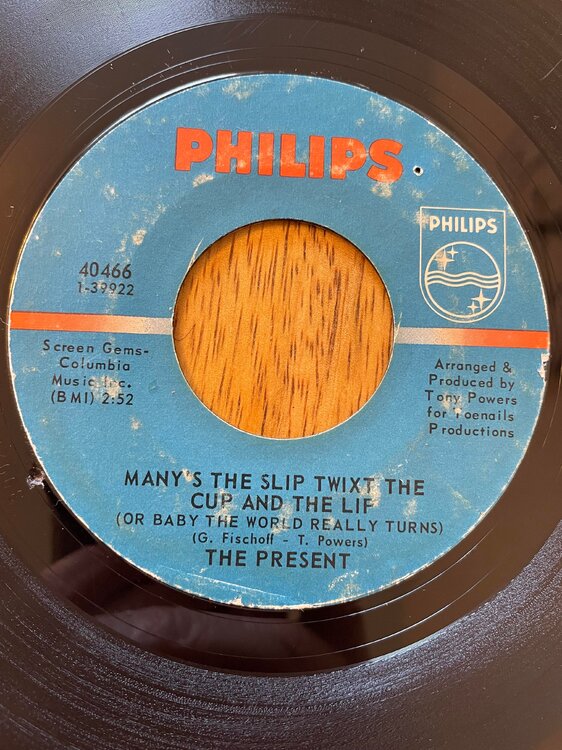 PHILIPS
PHILIPS
40466
1-39922
Screen Gems-
Columbia
Music Inc.
(BMI) 2:52
Arranged &
Produced by
Tony Powers
for Toenails
Productions
MANY'S THE SLIP TWIXT THE
CUP AND THE LIP
(OR BABY THE WORLD REALLY TURNS)
(G. Fischoff - T. Powers)
THE PRESENT